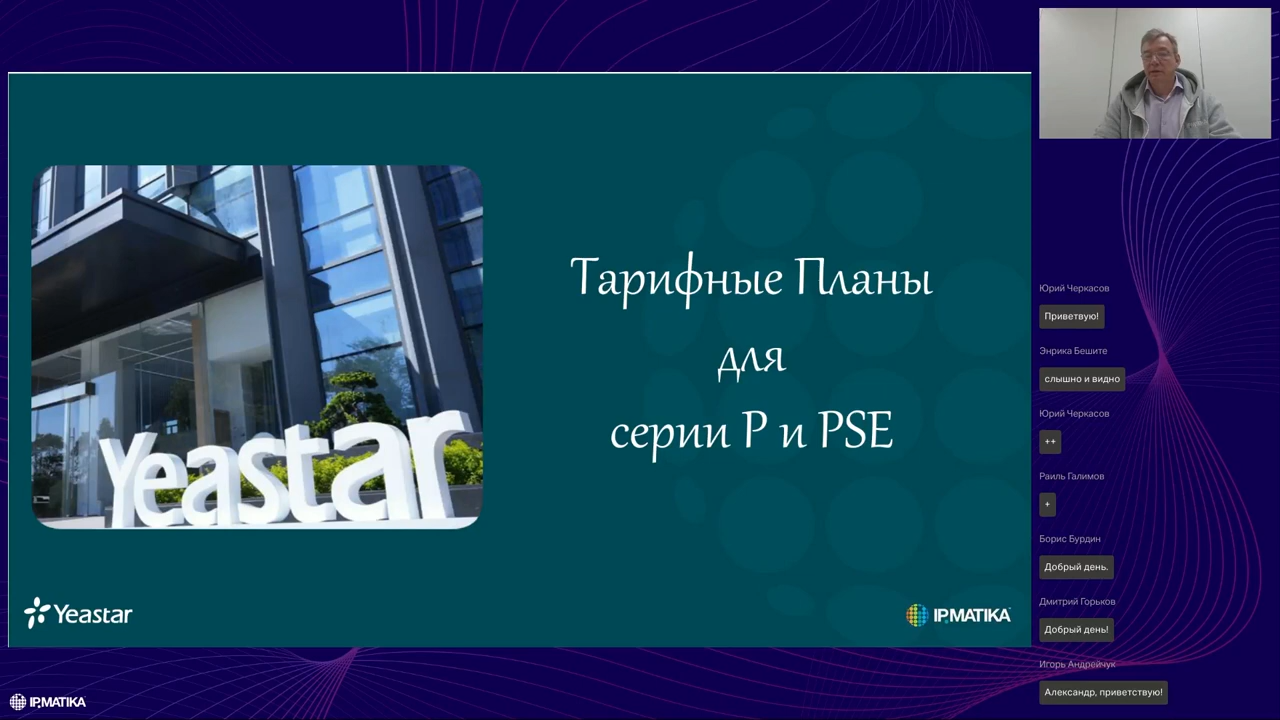 Тарифные Планы
для
серии P и PSE
Yeastar
Yeastar
IPMATIKA
IPMATIKA
Юрий Черкасов
Приветвую!
Энрика Бешите
слышно и видно
Юрий Черкасов
++
Раиль Галимов
+
Борис Бурдин
Добрый день.
Дмитрий Горьков
Добрый день!
Игорь Андрейчук
Александр, приветствую!